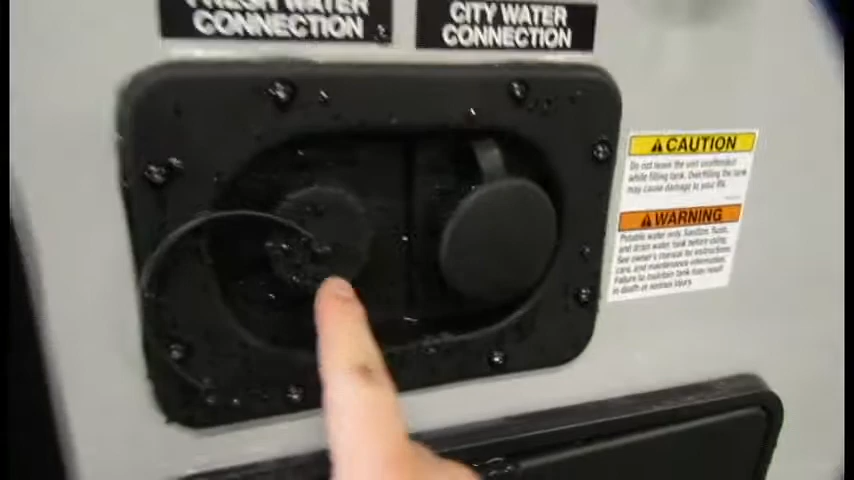 FRESH WATER
CONNECTION
CITY WATER
CONNECTION
CAUTION
Do not leave the unit unattended
while filling tank. Overfilling the tank
may cause damage to your unit.
WARNING
Potable water only. Sanitize, flush,
and drain water tank before using.
See owner's manual for instructions,
care, and maintenance information.
Failure to maintain tank may result
in death or serious injury.